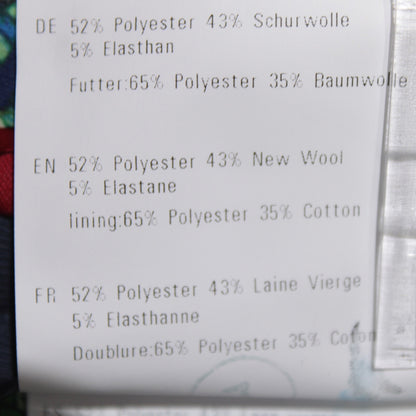 DE 52% Polyester 43% Schurwolle
5% Elasthan
Futter:65% Polyester 35% Baumwolle
EN 52% Polyester 43% New Wool
5% Elastane
lining:65% Polyester 35% Cotton
FR 52% Polyester 43% Laine Vierge
5% Elasthanne
Doublure:65% Polyester 35% Coton